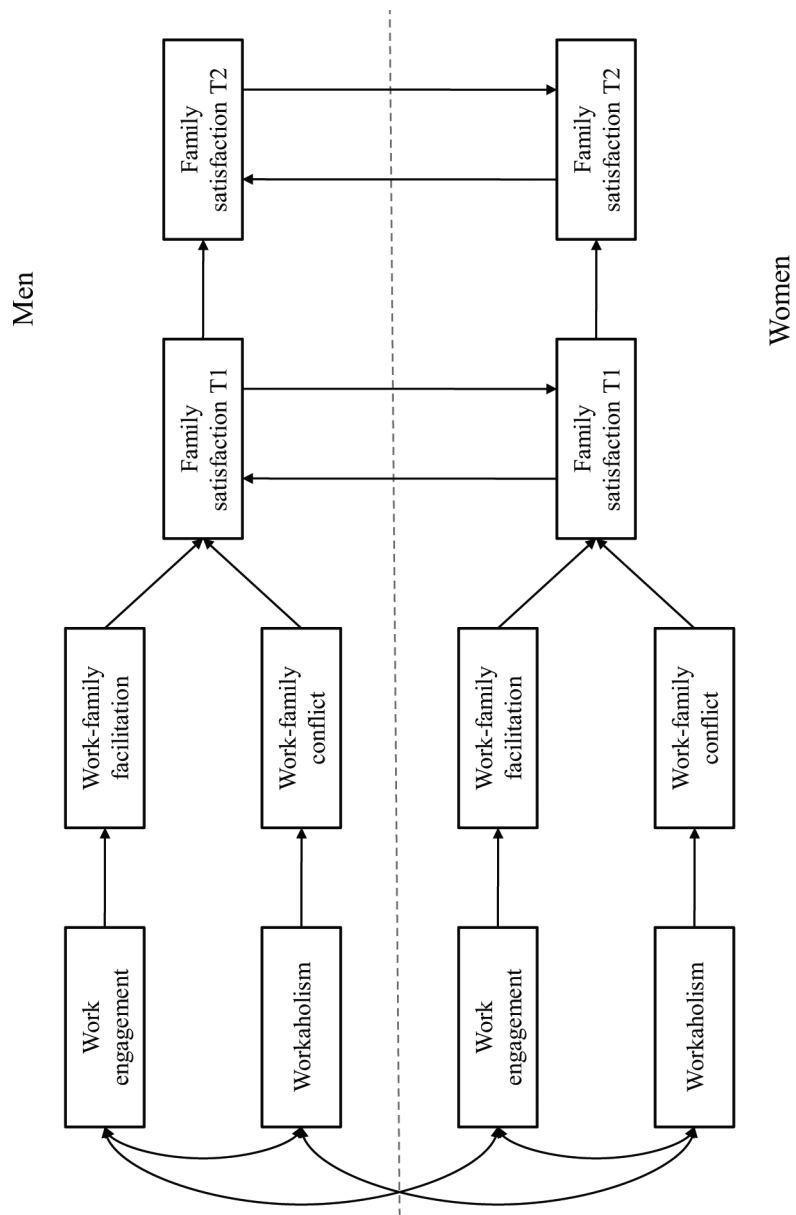 Men
Work
engagement
Work-family
facilitation
Workaholism
Work-family
conflict
Family
satisfaction T1
Family
satisfaction T2
Work
engagement
Work-family
facilitation
Workaholism
Work-family
conflict
Family
satisfaction T1
Family
satisfaction T2
Women